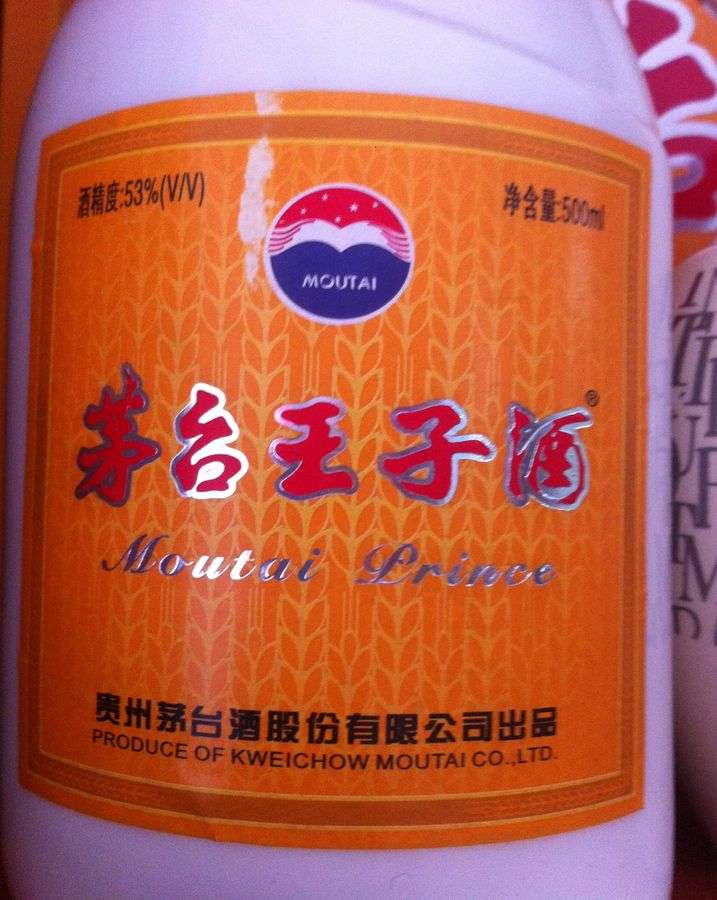 酒精度:53%(V/V)
净含量:500ml
MOUTAI
茅台王子酒®
Moutai Prince
贵州茅台酒股份有限公司出品
PRODUCE OF KWEICHOW MOUTAI CO.,LTD.